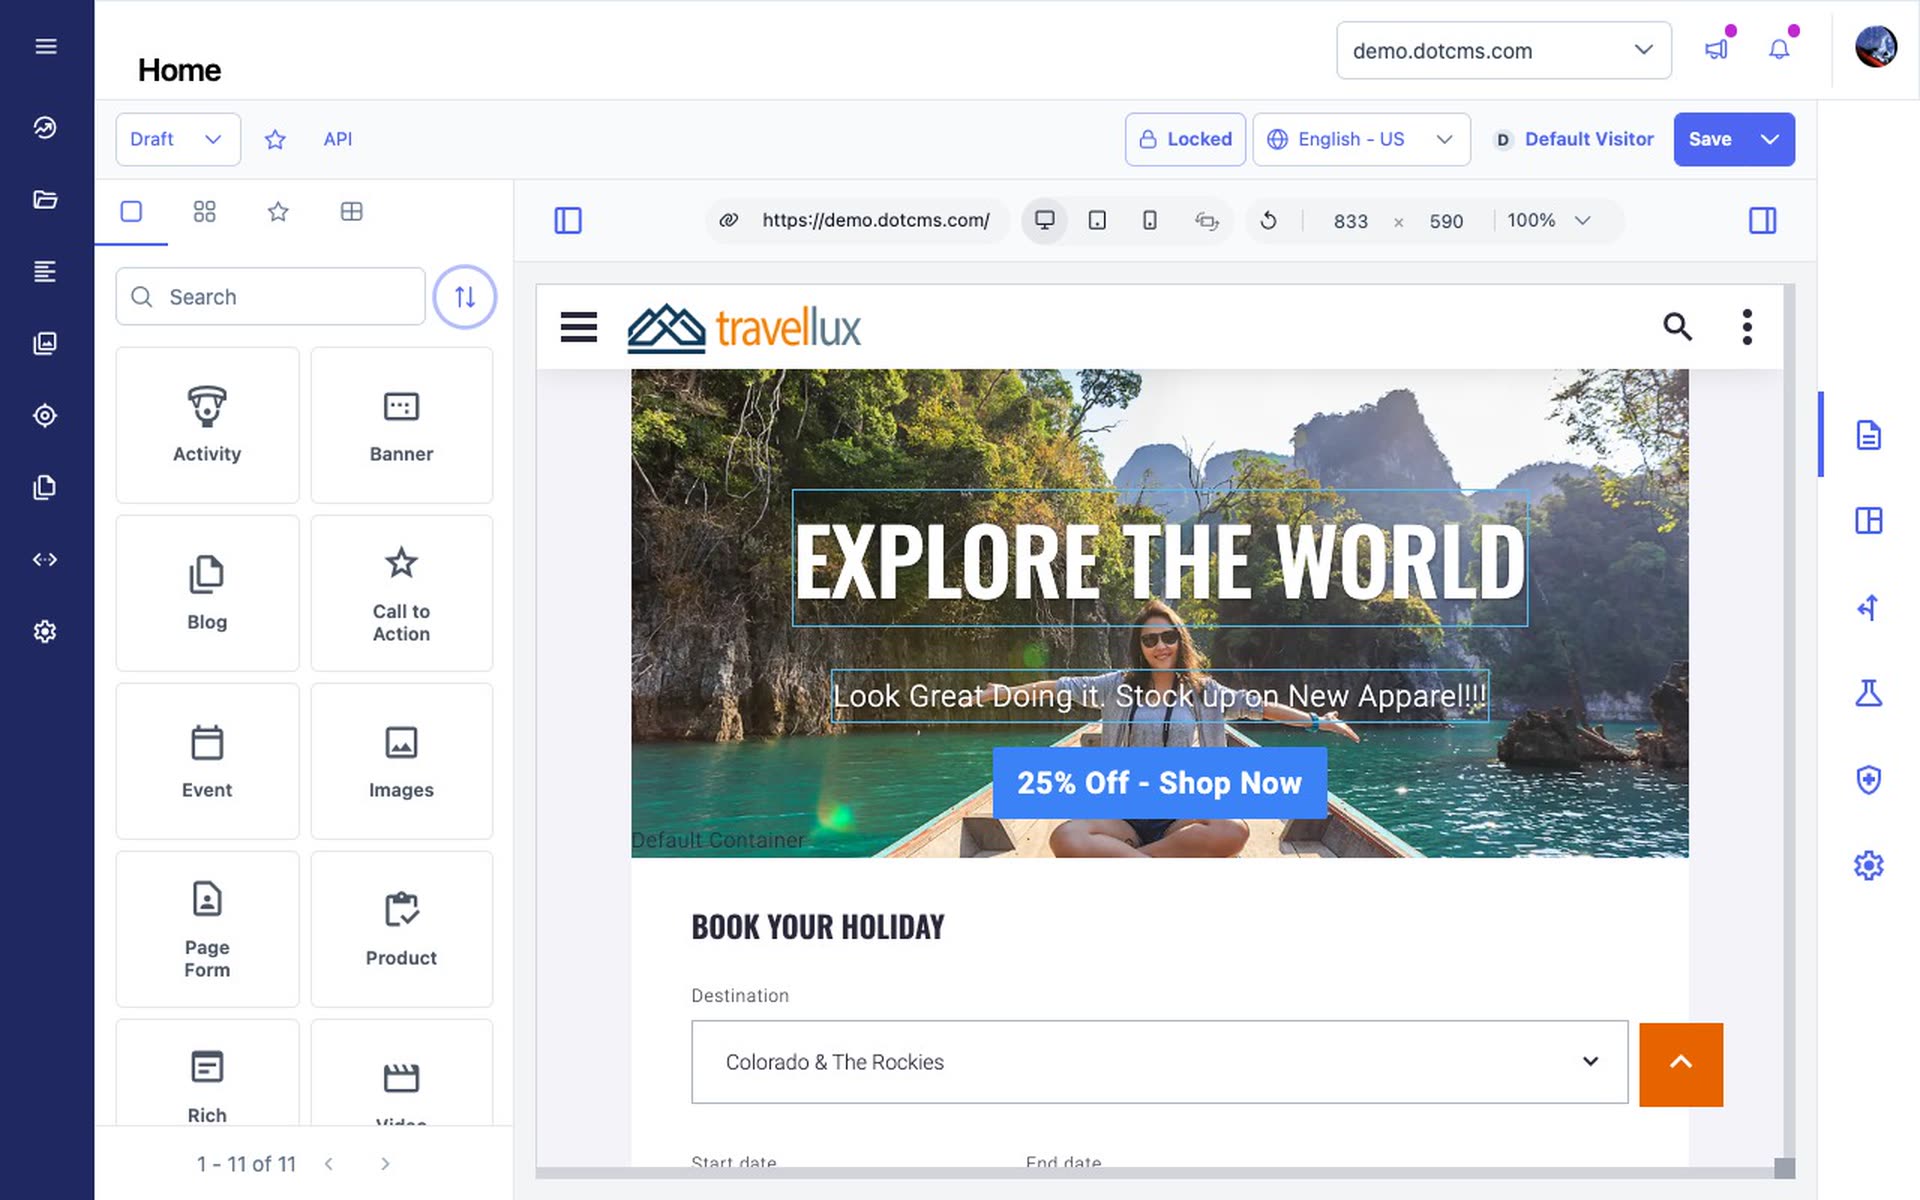 Home
demo.dotcms.com
Draft
API
Locked
English - US
D Default Visitor
Save
https://demo.dotcms.com/
833 × 590
100%
Search
Activity
Banner
Blog
Call to
Action
Event
Images
Page
Form
Product
Rich
Video
1 - 11 of 11
travellux
EXPLORE THE WORLD
Look Great Doing it. Stock up on New Apparel!!!
25% Off - Shop Now
Default Container
BOOK YOUR HOLIDAY
Destination
Colorado & The Rockies
Start date
End date